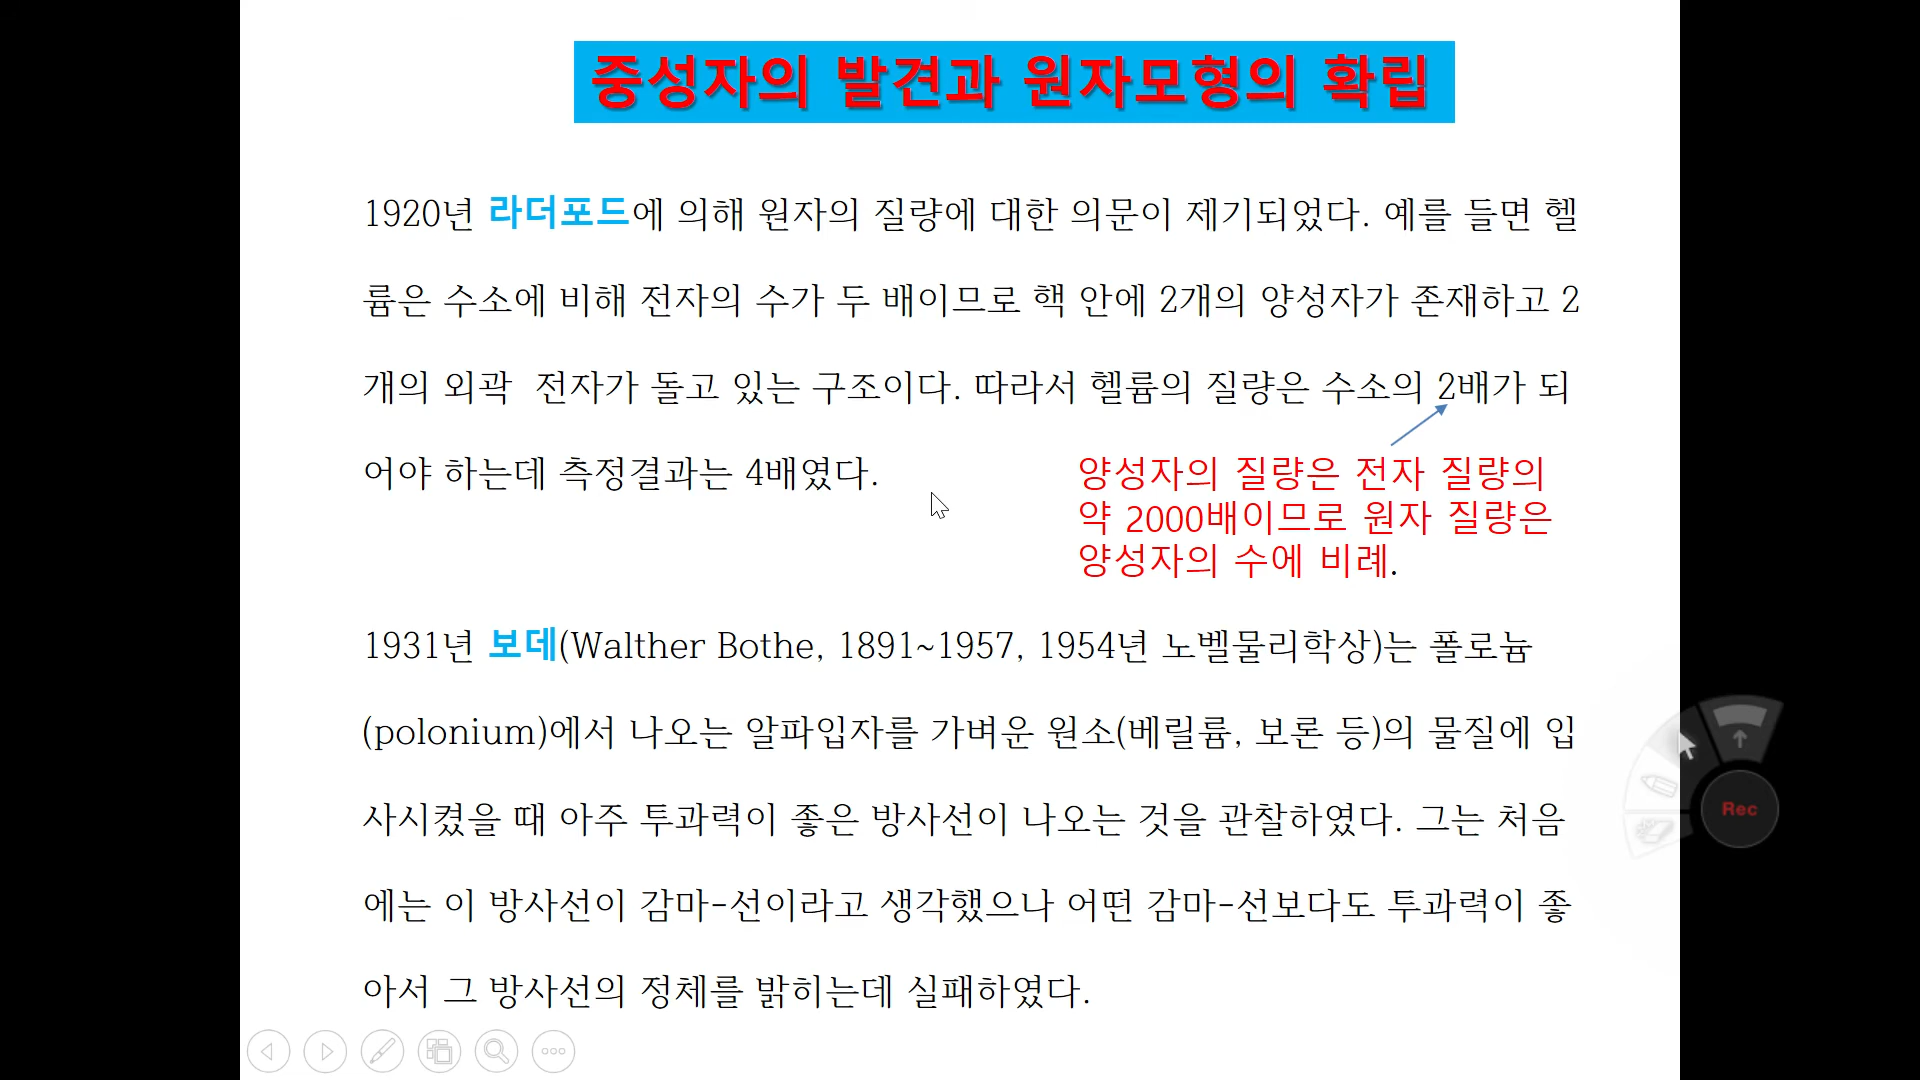 중성자의 발견과 원자모형의 확립
1920년 라더포드에 의해 원자의 질량에 대한 의문이 제기되었다. 예를 들면 헬
륨은 수소에 비해 전자의 수가 두 배이므로 핵 안에 2개의 양성자가 존재하고 2
개의 외곽 전자가 돌고 있는 구조이다. 따라서 헬륨의 질량은 수소의 2배가 되
어야 하는데 측정결과는 4배였다.
양성자의 질량은 전자 질량의
약 2000배이므로 원자 질량은
양성자의 수에 비례.
1931년 보데(Walther Bothe, 1891~1957, 1954년 노벨물리학상)는 폴로늄
(polonium)에서 나오는 알파입자를 가벼운 원소(베릴륨, 보론 등)의 물질에 입
사시켰을 때 아주 투과력이 좋은 방사선이 나오는 것을 관찰하였다. 그는 처음
에는 이 방사선이 감마-선이라고 생각했으나 어떤 감마-선보다도 투과력이 좋
아서 그 방사선의 정체를 밝히는데 실패하였다.
Rec